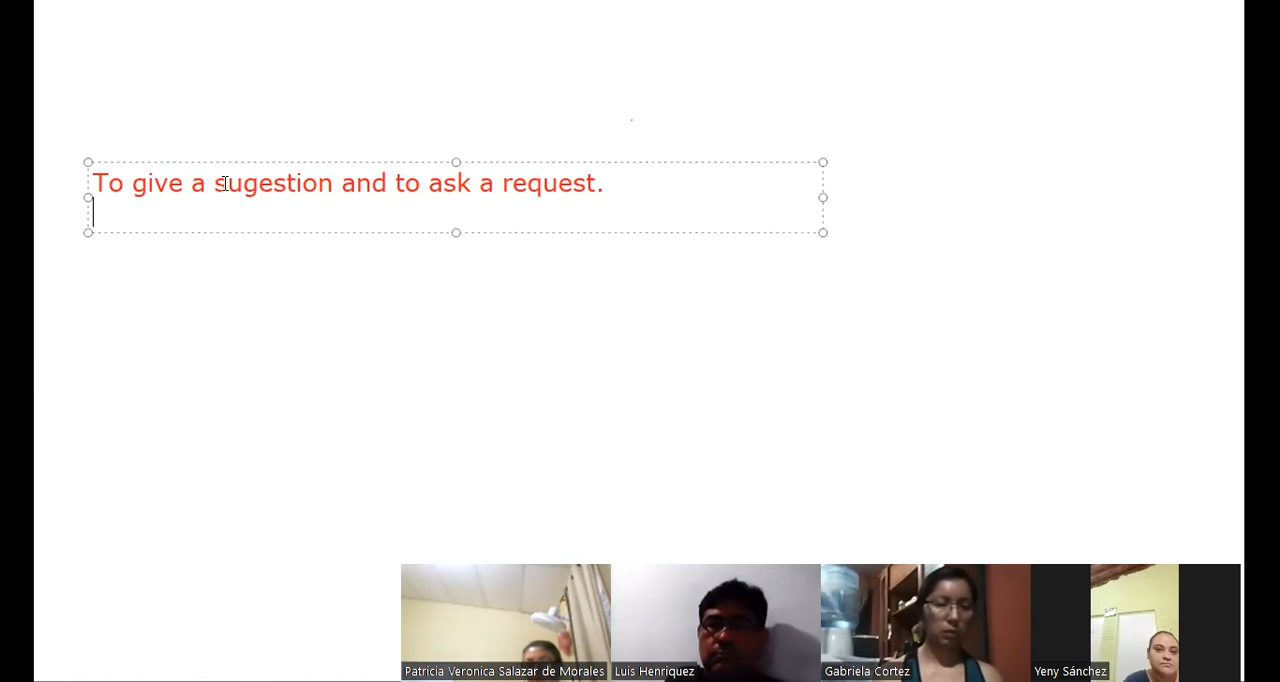 To give a sugestion and to ask a request.
Patricia Veronica Salazar de Morales
Luis Henriquez
Gabriela Cortez
Yeny Sánchez